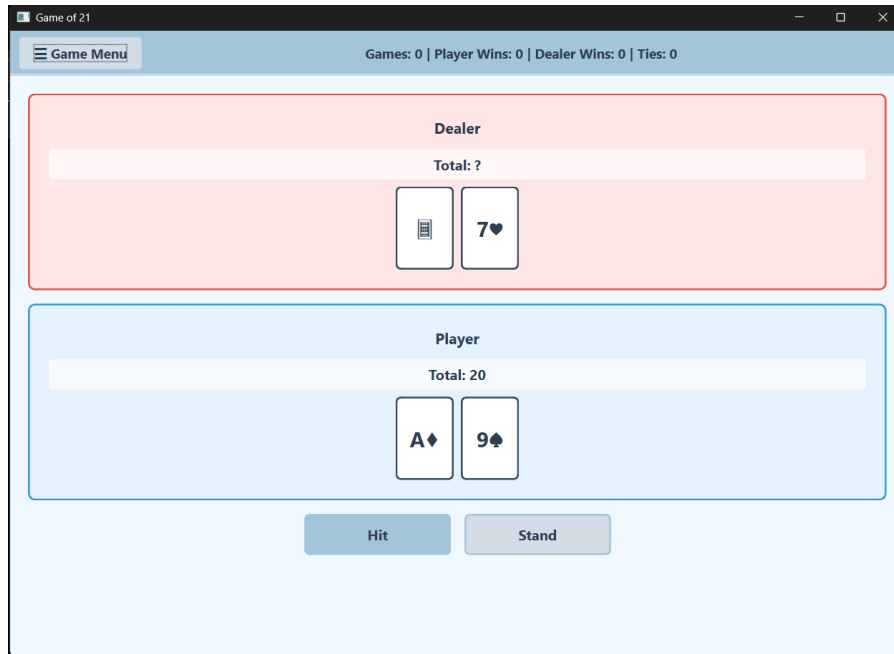 Game of 21
☰ Game Menu
Games: 0 | Player Wins: 0 | Dealer Wins: 0 | Ties: 0
Dealer
Total: ?
7♥
Player
Total: 20
A♦ 9♠
Hit Stand